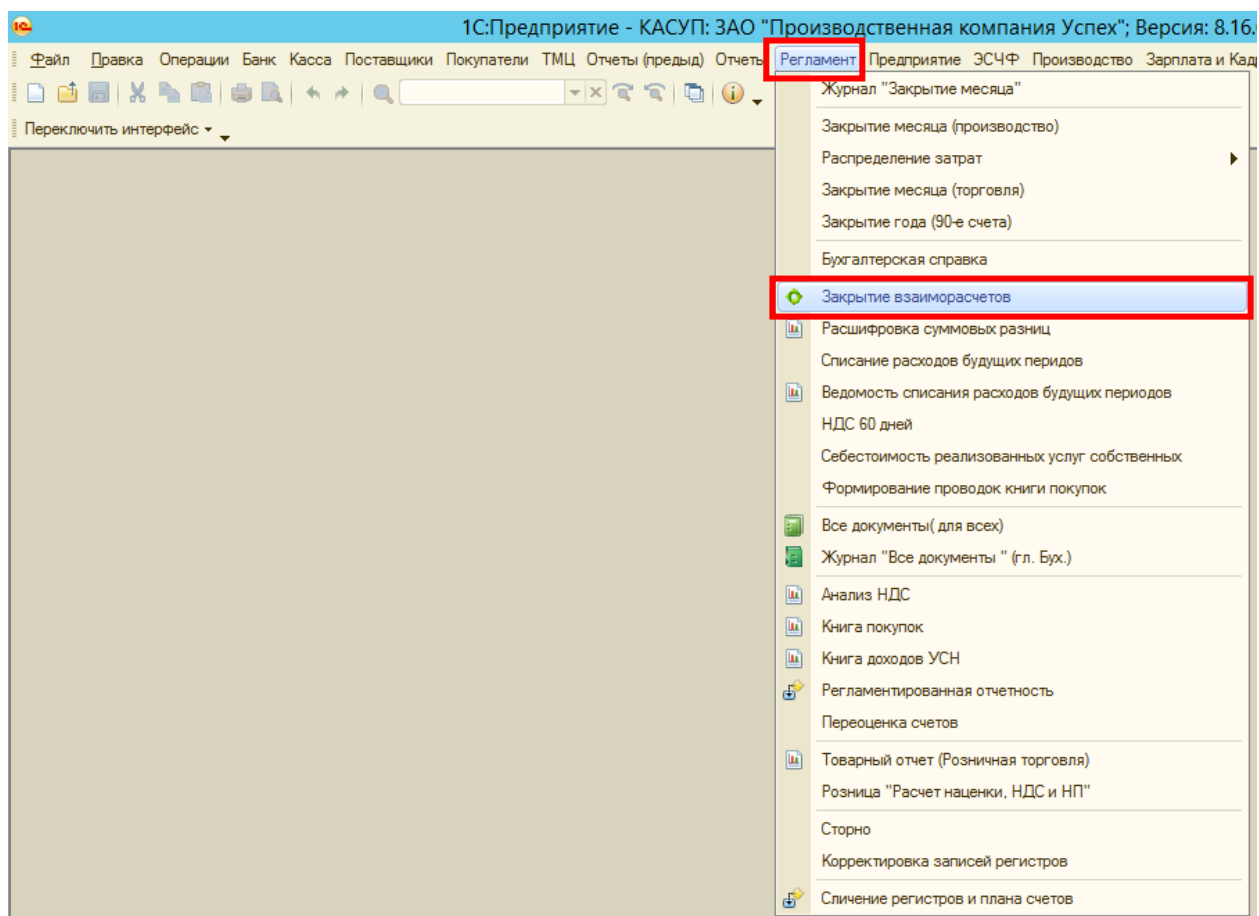 1С:Предприятие - КАСУП: ЗАО "Производственная компания Успех"; Версия: 8.16.
Файл Правка Операции Банк Касса Поставщики Покупатели ТМЦ Отчеты (предыд) Отчеты Регламент Предприятие ЭСЧФ Производство Зарплата и Кад
Журнал "Закрытие месяца"
Переключить интерфейс
Закрытие месяца (производство)
Распределение затрат
Закрытие месяца (торговля)
Закрытие года (90-е счета)
Бухгалтерская справка
Закрытие взаиморасчетов
Расшифровка суммовых разниц
Списание расходов будущих перидов
Ведомость списания расходов будущих периодов
НДС 60 дней
Себестоимость реализованных услуг собственных
Формирование проводок книги покупок
Все документы( для всех)
Журнал "Все документы " (гл. Бух.)
Анализ НДС
Книга покупок
Книга доходов УСН
Регламентированная отчетность
Переоценка счетов
Товарный отчет (Розничная торговля)
Розница "Расчет наценки, НДС и НП"
Сторно
Корректировка записей регистров
Сличение регистров и плана счетов